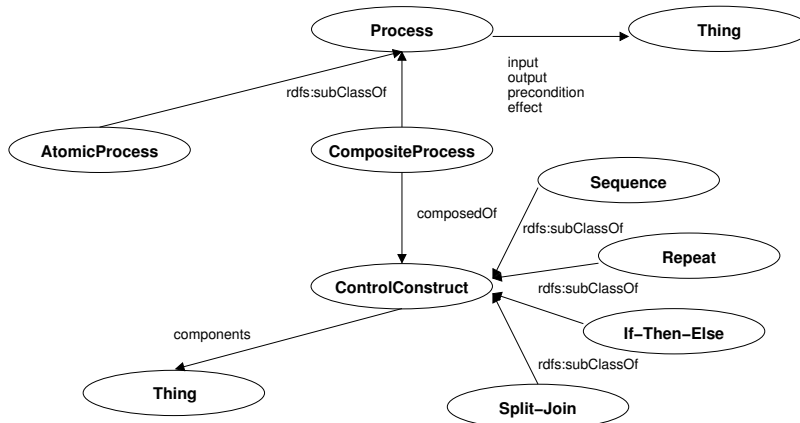 Process
Thing
input
output
precondition
effect
rdfs:subClassOf
AtomicProcess
CompositeProcess
Sequence
composedOf
rdfs:subClassOf
Repeat
ControlConstruct
rdfs:subClassOf
components
If−Then−Else
rdfs:subClassOf
Thing
Split−Join